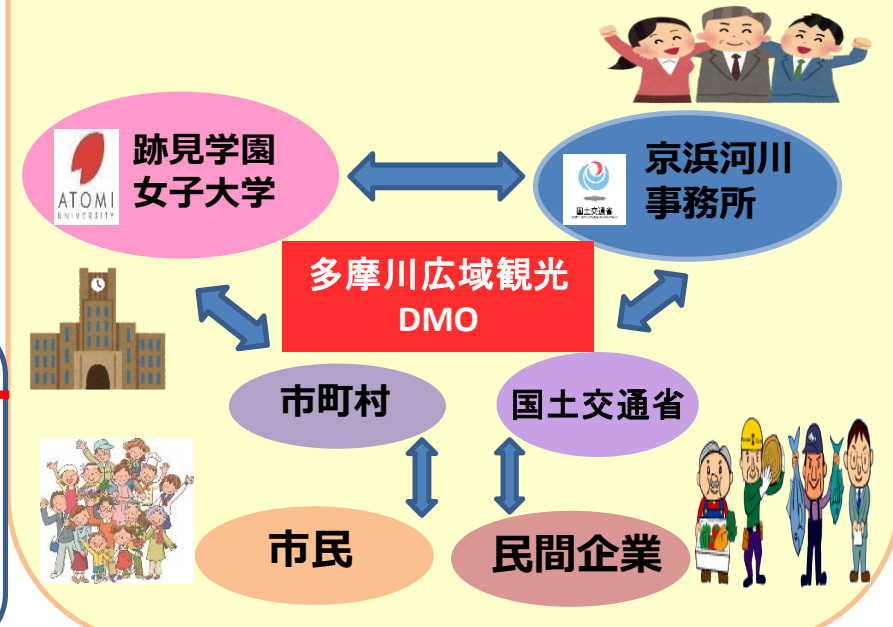 跡見学園
女子大学
ATOMI
UNIVERSITY
京浜河川
事務所
国土交通省
多摩川広域観光
DMO
市町村
国土交通省
市民
民間企業